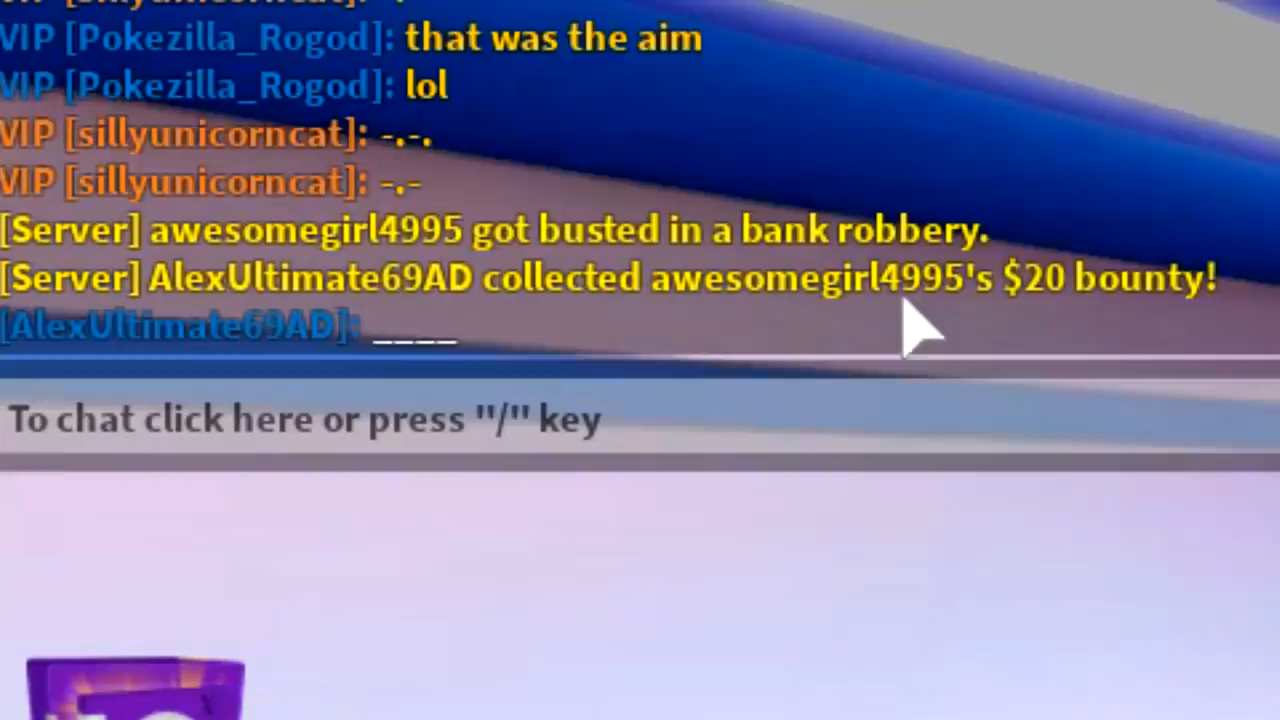 VIP [Pokezilla_Rogod]: that was the aim
VIP [Pokezilla_Rogod]: lol
VIP [sillyunicorncat]: -.-.
VIP [sillyunicorncat]: -.-
[Server] awesomegirl4995 got busted in a bank robbery.
[Server] AlexUltimate69AD collected awesomegirl4995's $20 bounty!
[AlexUltimate69AD]: ____
To chat click here or press "/" key